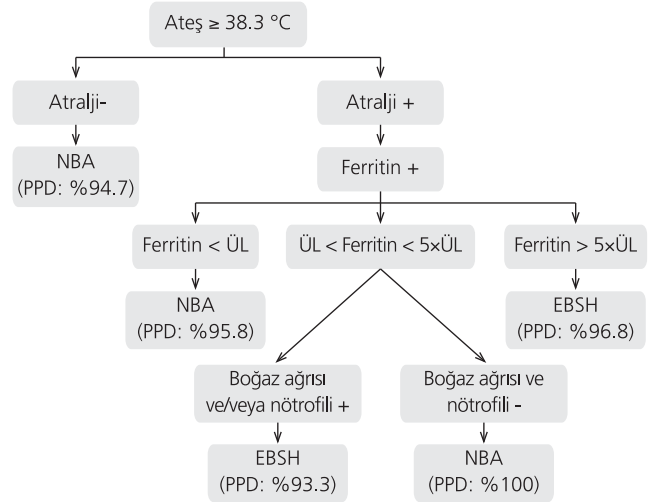 Ateş ≥ 38.3 °C
Atralji-
Atralji +
NBA
(PPD: %94.7)
Ferritin +
Ferritin < ÜL
ÜL < Ferritin < 5×ÜL
Ferritin > 5×ÜL
NBA
(PPD: %95.8)
EBSH
(PPD: %96.8)
Boğaz ağrısı
ve/veya nötrofili +
Boğaz ağrısı ve
nötrofili -
EBSH
(PPD: %93.3)
NBA
(PPD: %100)